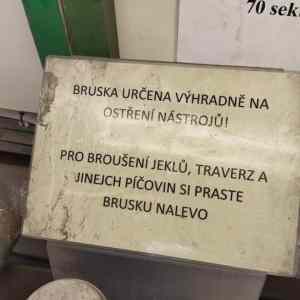 70 sek
BRUSKA URČENA VÝHRADNĚ NA
OSTŘENÍ NÁSTROJŮ!
PRO BROUŠENÍ JEKLŮ, TRAVERZ A
JINEJCH PÍČOVIN SI PRASTE
BRUSKU NALEVO